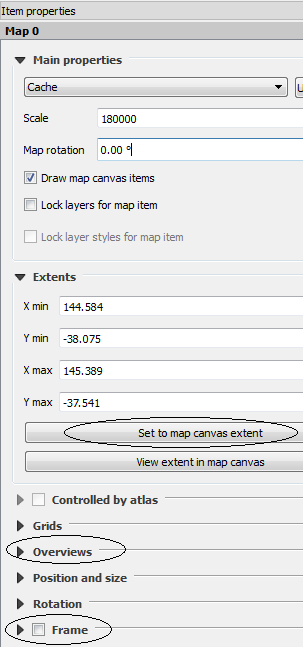 Item properties
Map 0
Main properties
Cache
Scale 180000
Map rotation 0.00 °
Draw map canvas items
Lock layers for map item
Lock layer styles for map item
Extents
X min 144.584
Y min -38.075
X max 145.389
Y max -37.541
Set to map canvas extent
View extent in map canvas
Controlled by atlas
Grids
Overviews
Position and size
Rotation
Frame